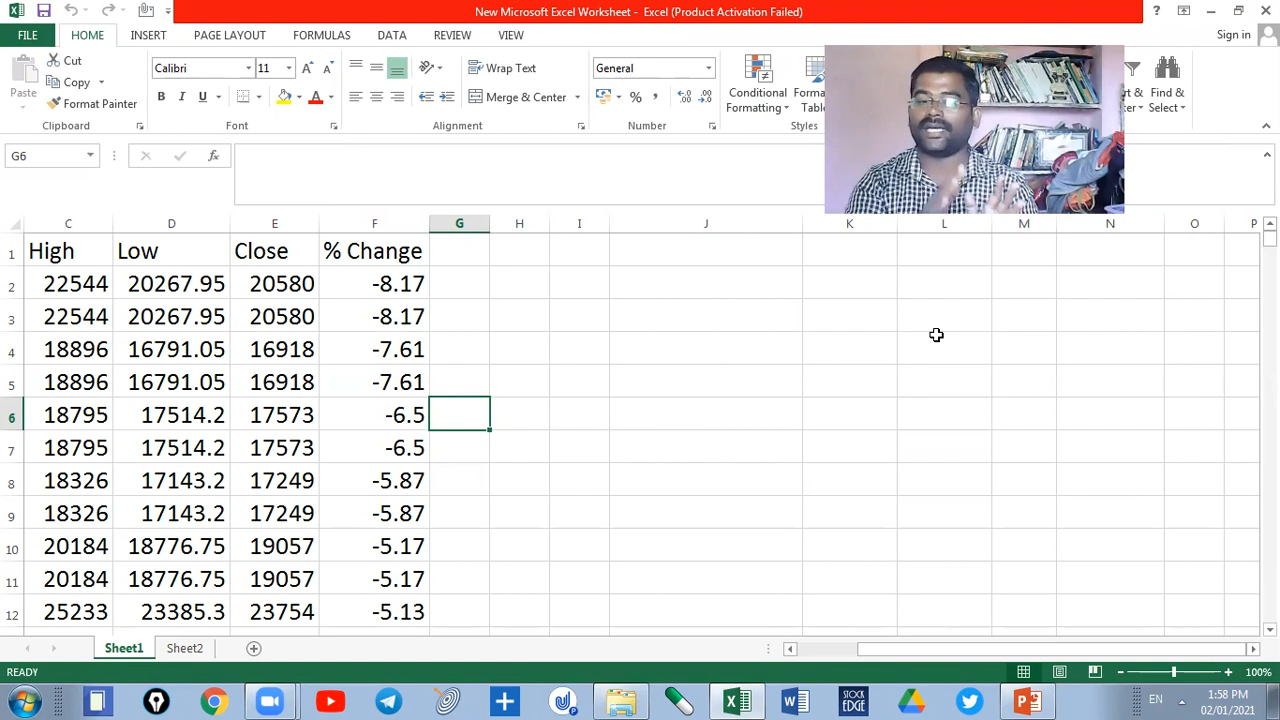 New Microsoft Excel Worksheet - Excel (Product Activation Failed)
?
FILE HOME INSERT PAGE LAYOUT FORMULAS DATA REVIEW VIEW Sign in
Paste
Cut
Copy
Format Painter
Clipboard
Calibri 11
B I U
Font
Wrap Text
Merge & Center
Alignment
General
%
Number
Conditional
Formatting
Styles
Find &
Select
G6
fx
C D E F G H I J K L M N O P
1 High Low Close % Change
2 22544 20267.95 20580 -8.17
3 22544 20267.95 20580 -8.17
4 18896 16791.05 16918 -7.61
5 18896 16791.05 16918 -7.61
6 18795 17514.2 17573 -6.5
7 18795 17514.2 17573 -6.5
8 18326 17143.2 17249 -5.87
9 18326 17143.2 17249 -5.87
10 20184 18776.75 19057 -5.17
11 20184 18776.75 19057 -5.17
12 25233 23385.3 23754 -5.13
Sheet1 Sheet2
READY 100%
STOCK
EDGE
EN
1:58 PM
02/01/2021